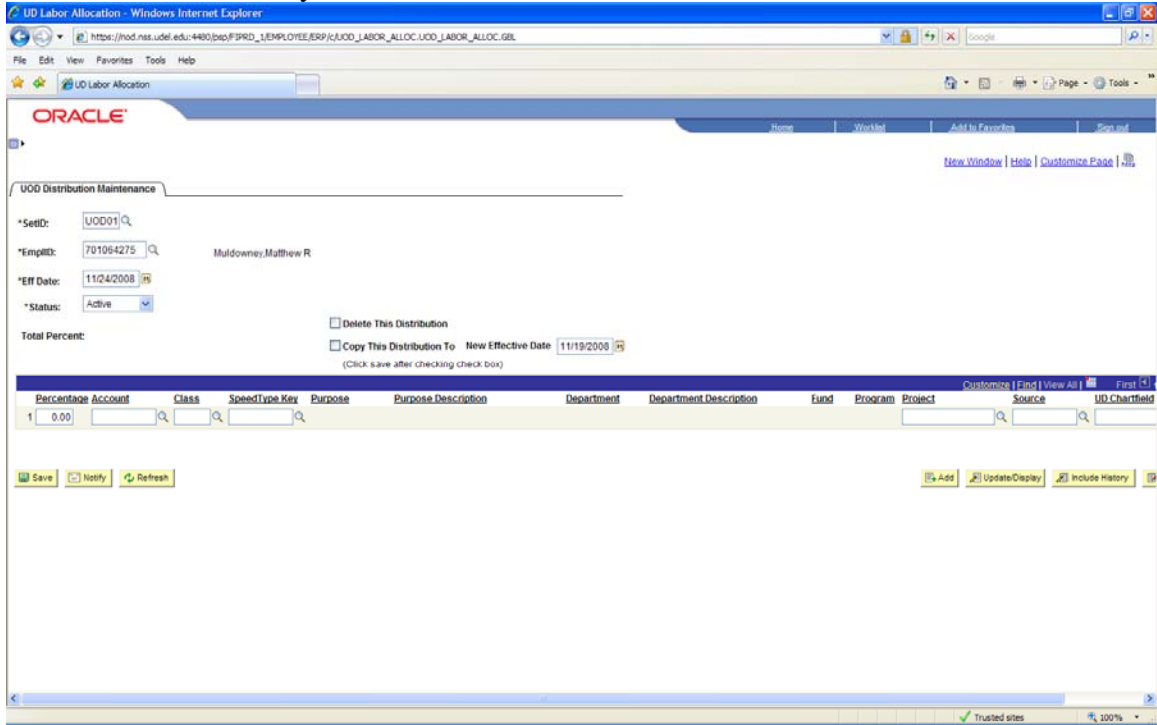 UD Labor Allocation - Windows Internet Explorer
https://nod.nss.udel.edu:4480/psp/FIPRD_1/EMPLOYEE/ERP/c/UOD_LABOR_ALLOC.UOD_LABOR_ALLOC.GBL
Google
File Edit View Favorites Tools Help
UD Labor Allocation
Page Tools
ORACLE
Home Worklist Add to Favorites Sign out
New Window | Help | Customize Page |
UOD Distribution Maintenance
*SetID: UOD01
*EmplID: 701064275 Muldowney,Matthew R
*Eff Date: 11/24/2008
*Status: Active
Delete This Distribution
Total Percent:
Copy This Distribution To New Effective Date 11/19/2008
(Click save after checking check box)
Customize | Find | View All | First
Percentage Account Class SpeedType Key Purpose Purpose Description Department Department Description Fund Program Project Source UD Chartfield
1 0.00
Save Notify Refresh Add Update/Display Include History
Trusted sites 100%